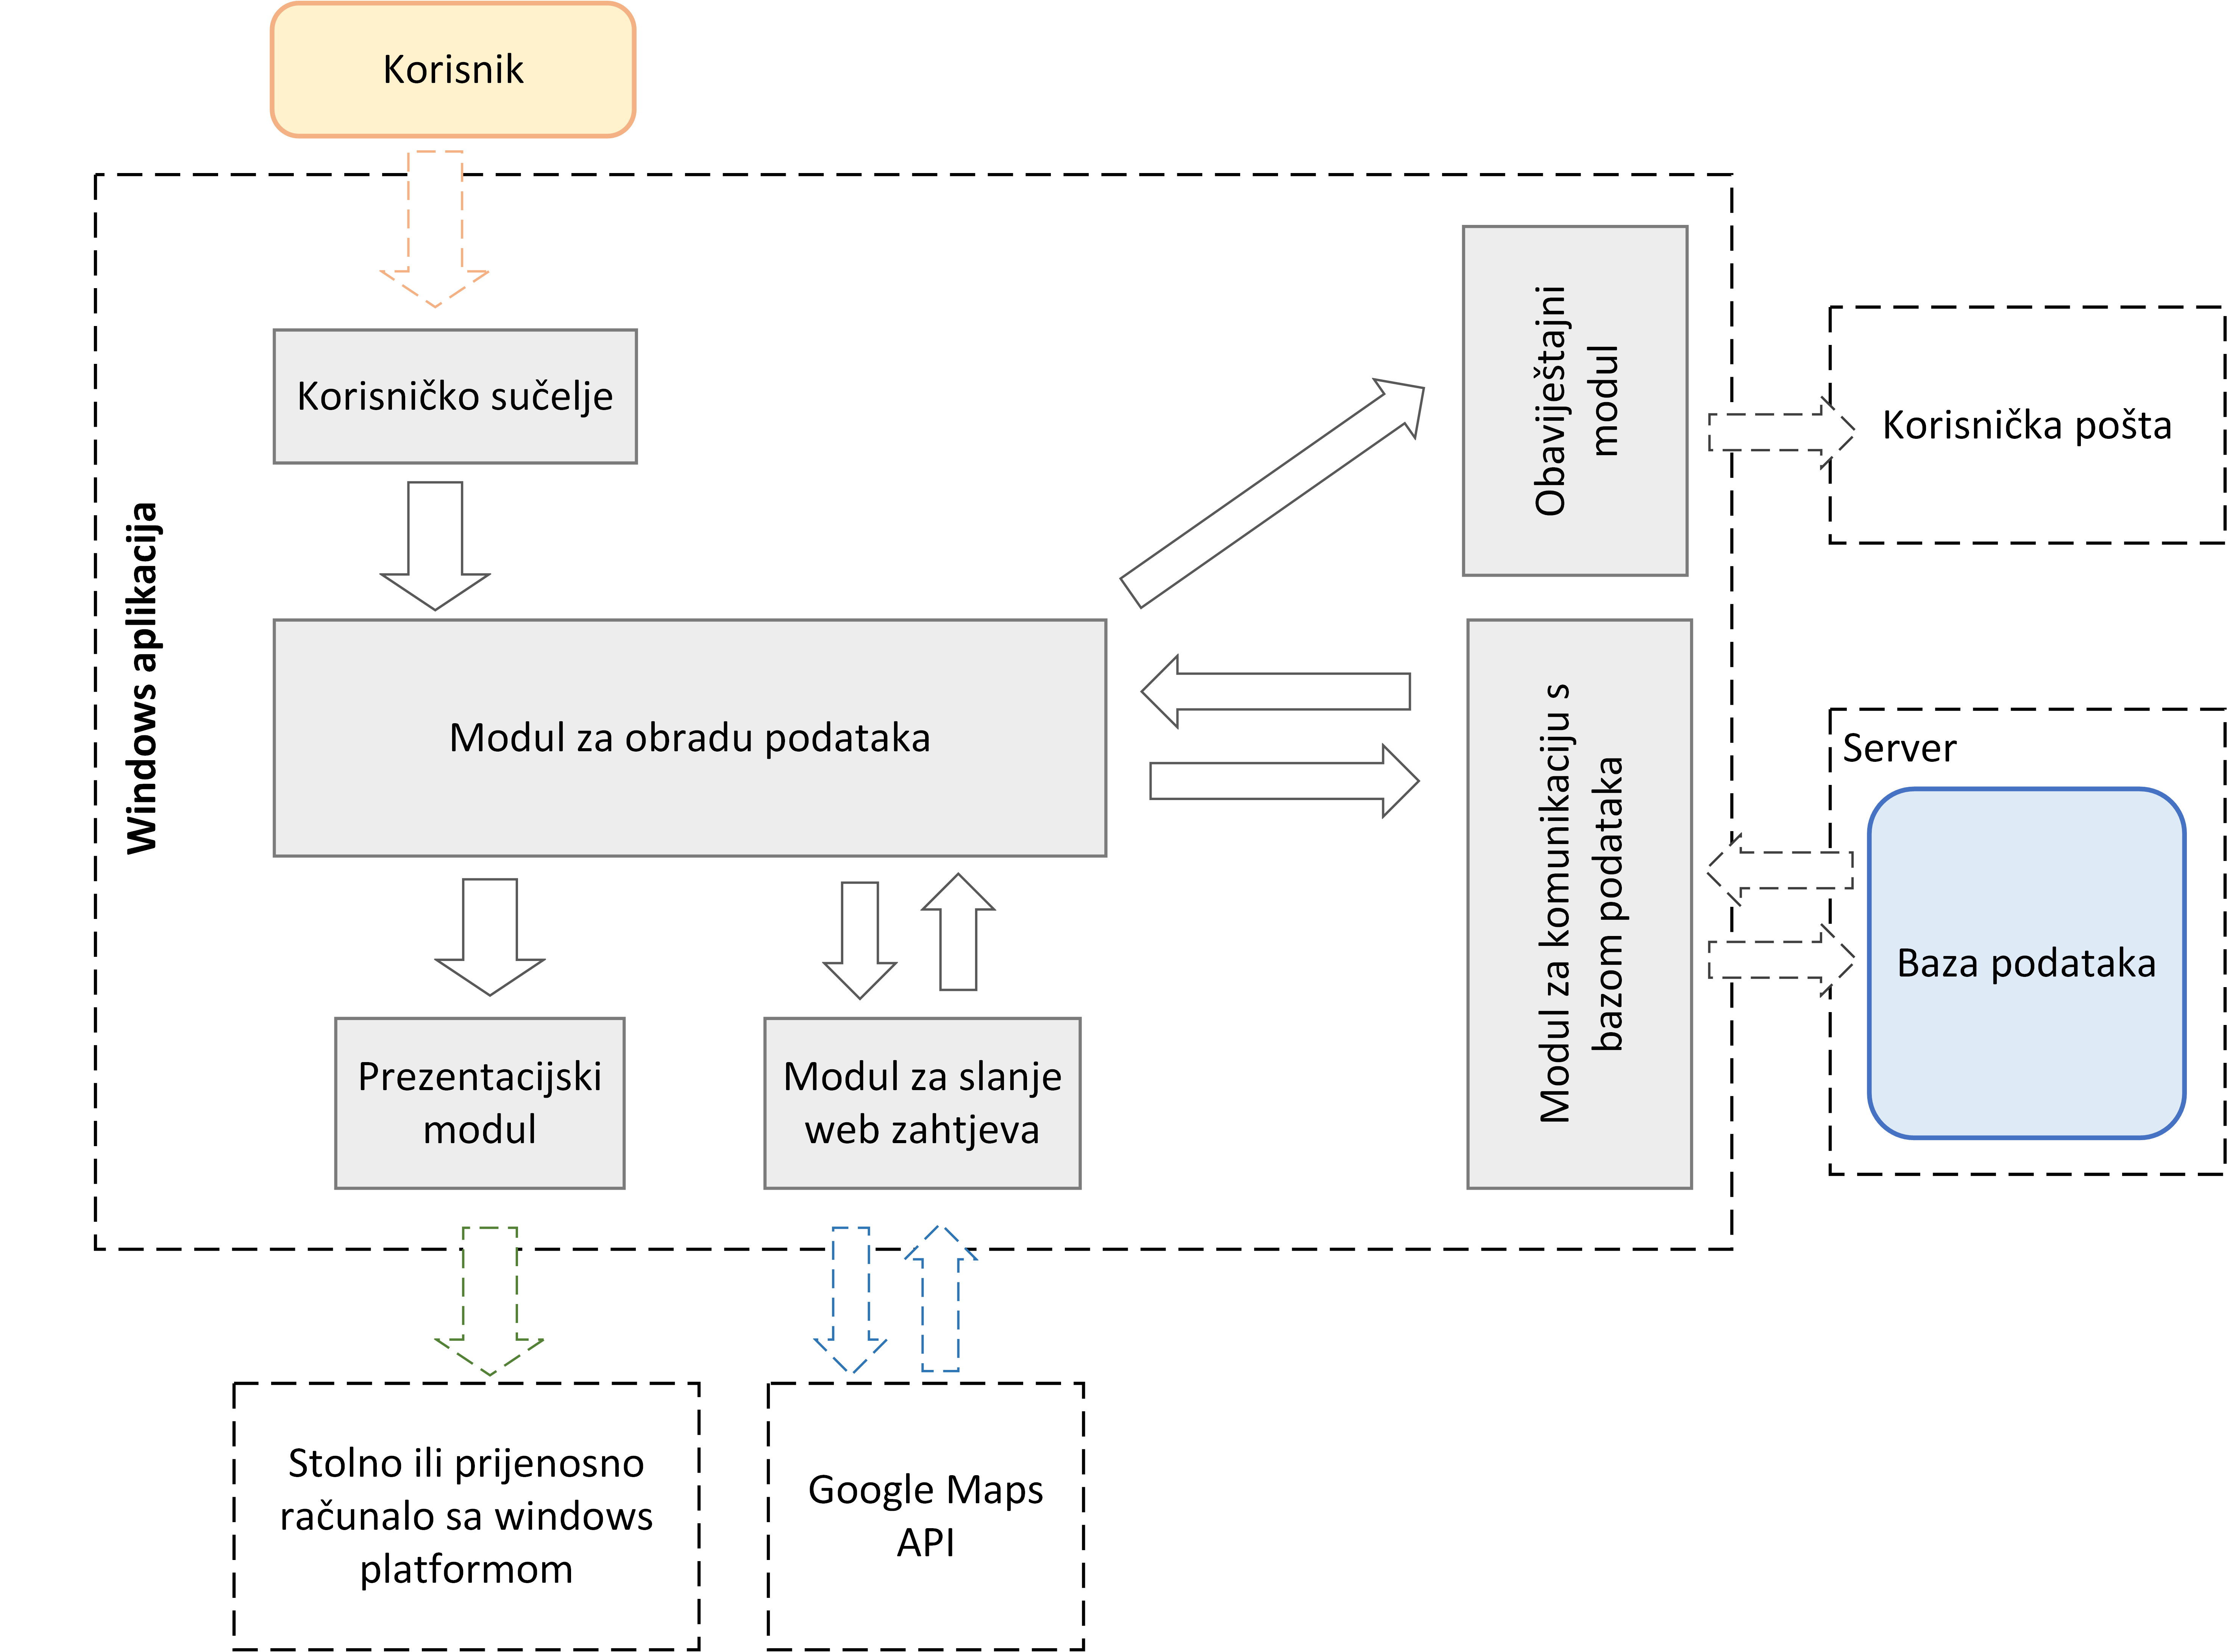 Korisnik
Korisničko sučelje
Obaviještajni
modul
Korisnička pošta
Windows aplikacija
Modul za obradu podataka
Modul za komunikaciju s
bazom podataka
Server
Baza podataka
Prezentacijski
modul
Modul za slanje
web zahtjeva
Stolno ili prijenosno
računalo sa windows
platformom
Google Maps
API